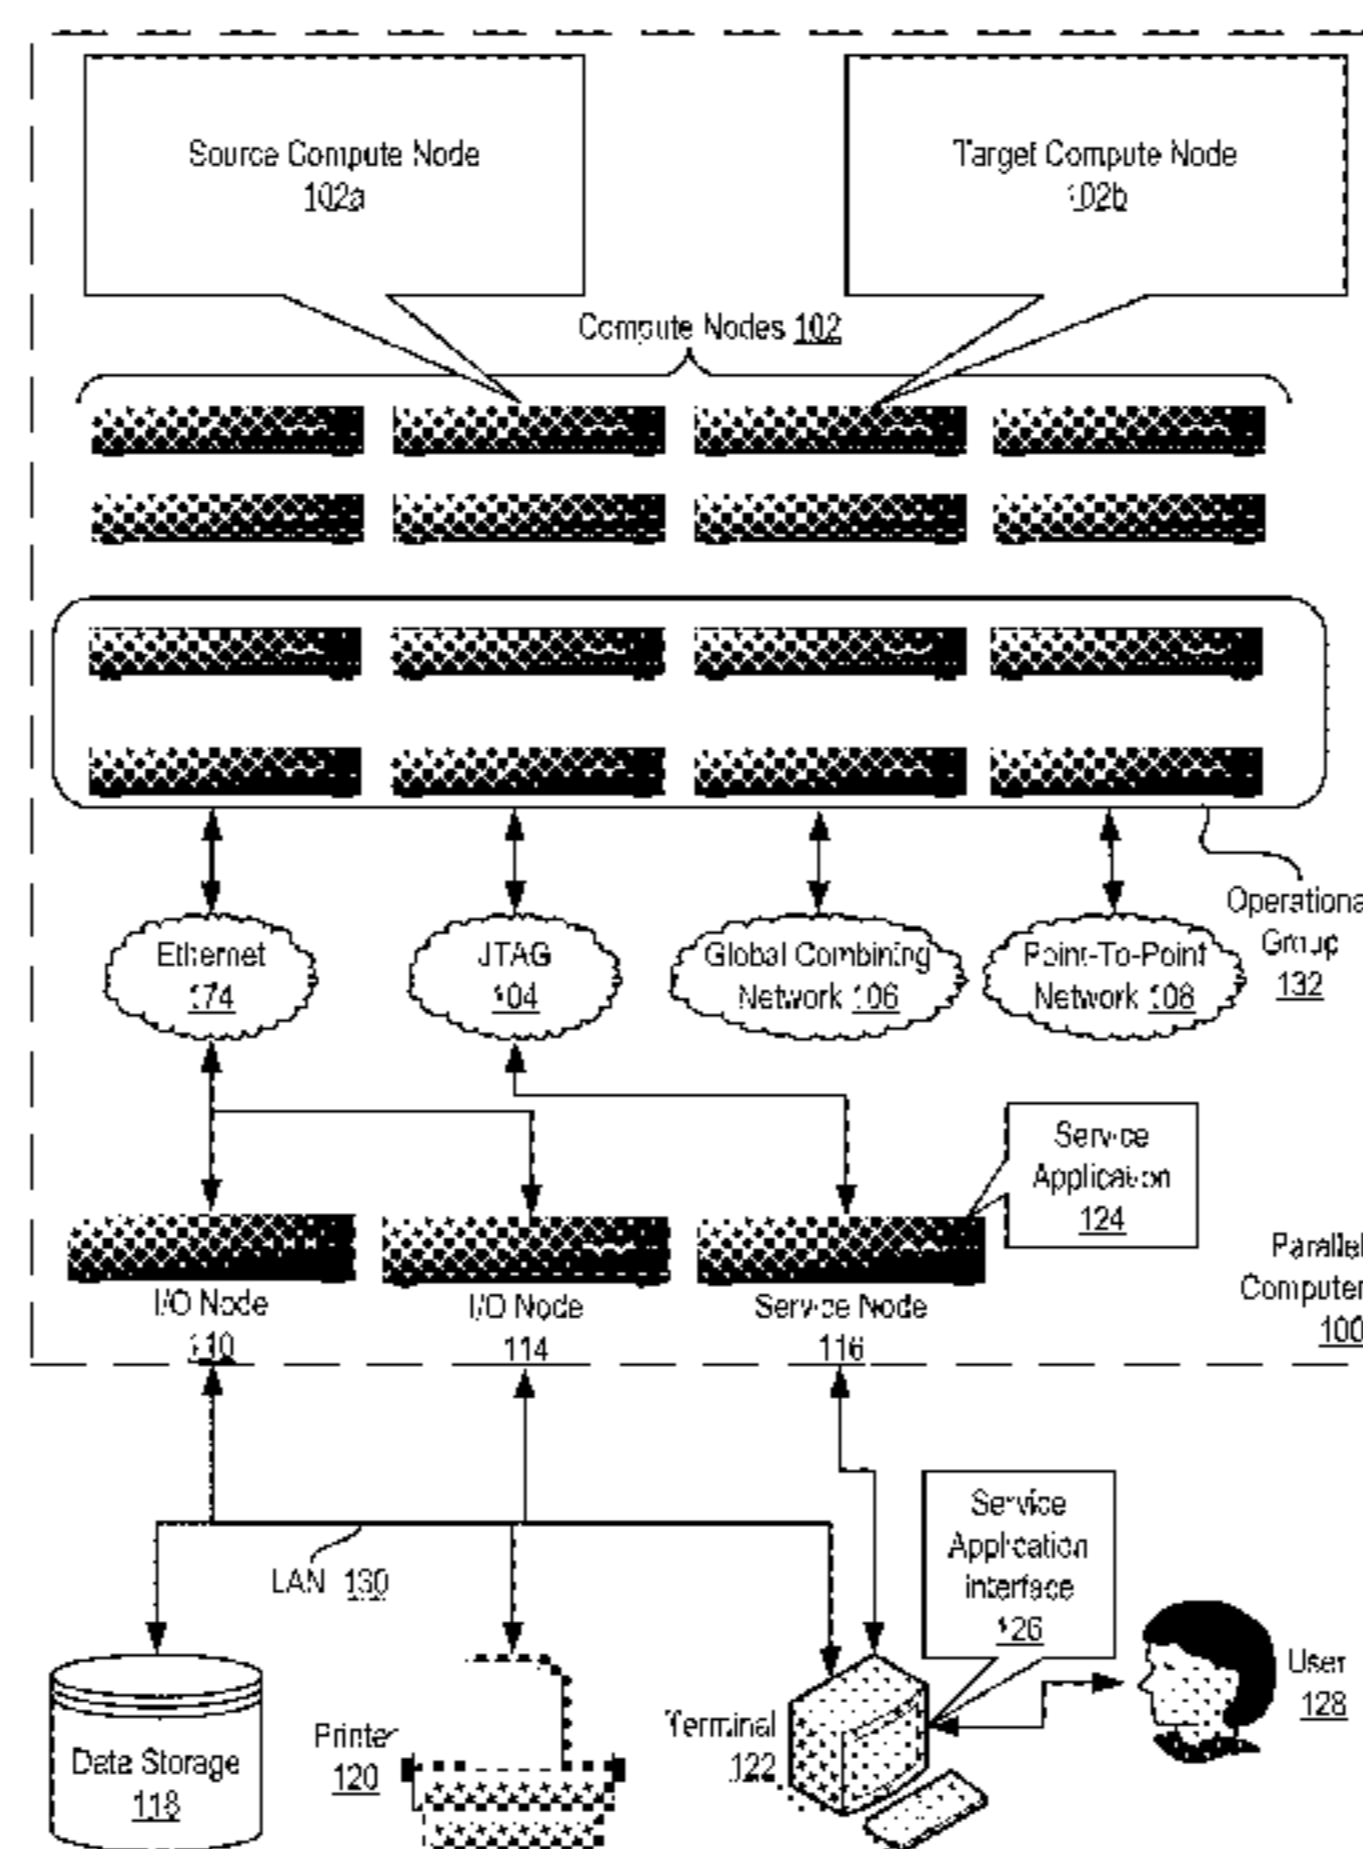 Source Compute Node
102a
Target Compute Node
102b
Compute Nodes 102
Operationa
Group
132
Ethernet
174
JTAG
104
Global Combining
Network 106
Point-To-Point
Network 108
Service
Application
124
Parallel
Computer
100
I/O Node
110
I/O Node
114
Service Node
116
LAN 130
Service
Application
interface
126
User
128
Data Storage
118
Printer
120
Terminal
122